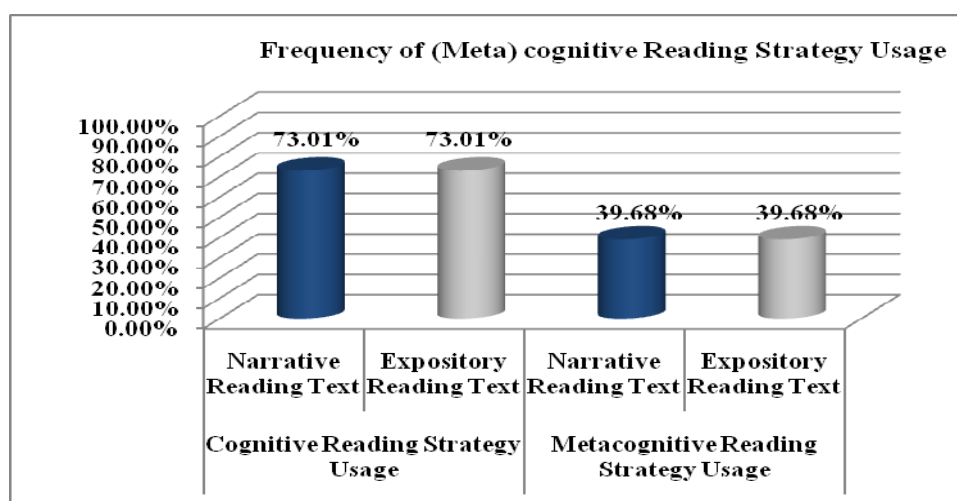 Frequency of (Meta) cognitive Reading Strategy Usage
100.00%
90.00%
80.00%
70.00%
60.00%
50.00%
40.00%
30.00%
20.00%
10.00%
0.00%
73.01% 73.01% 39.68% 39.68%
Narrative Expository Narrative Expository
Reading Text Reading Text Reading Text Reading Text
Cognitive Reading Strategy Metacognitive Reading
Usage Strategy Usage